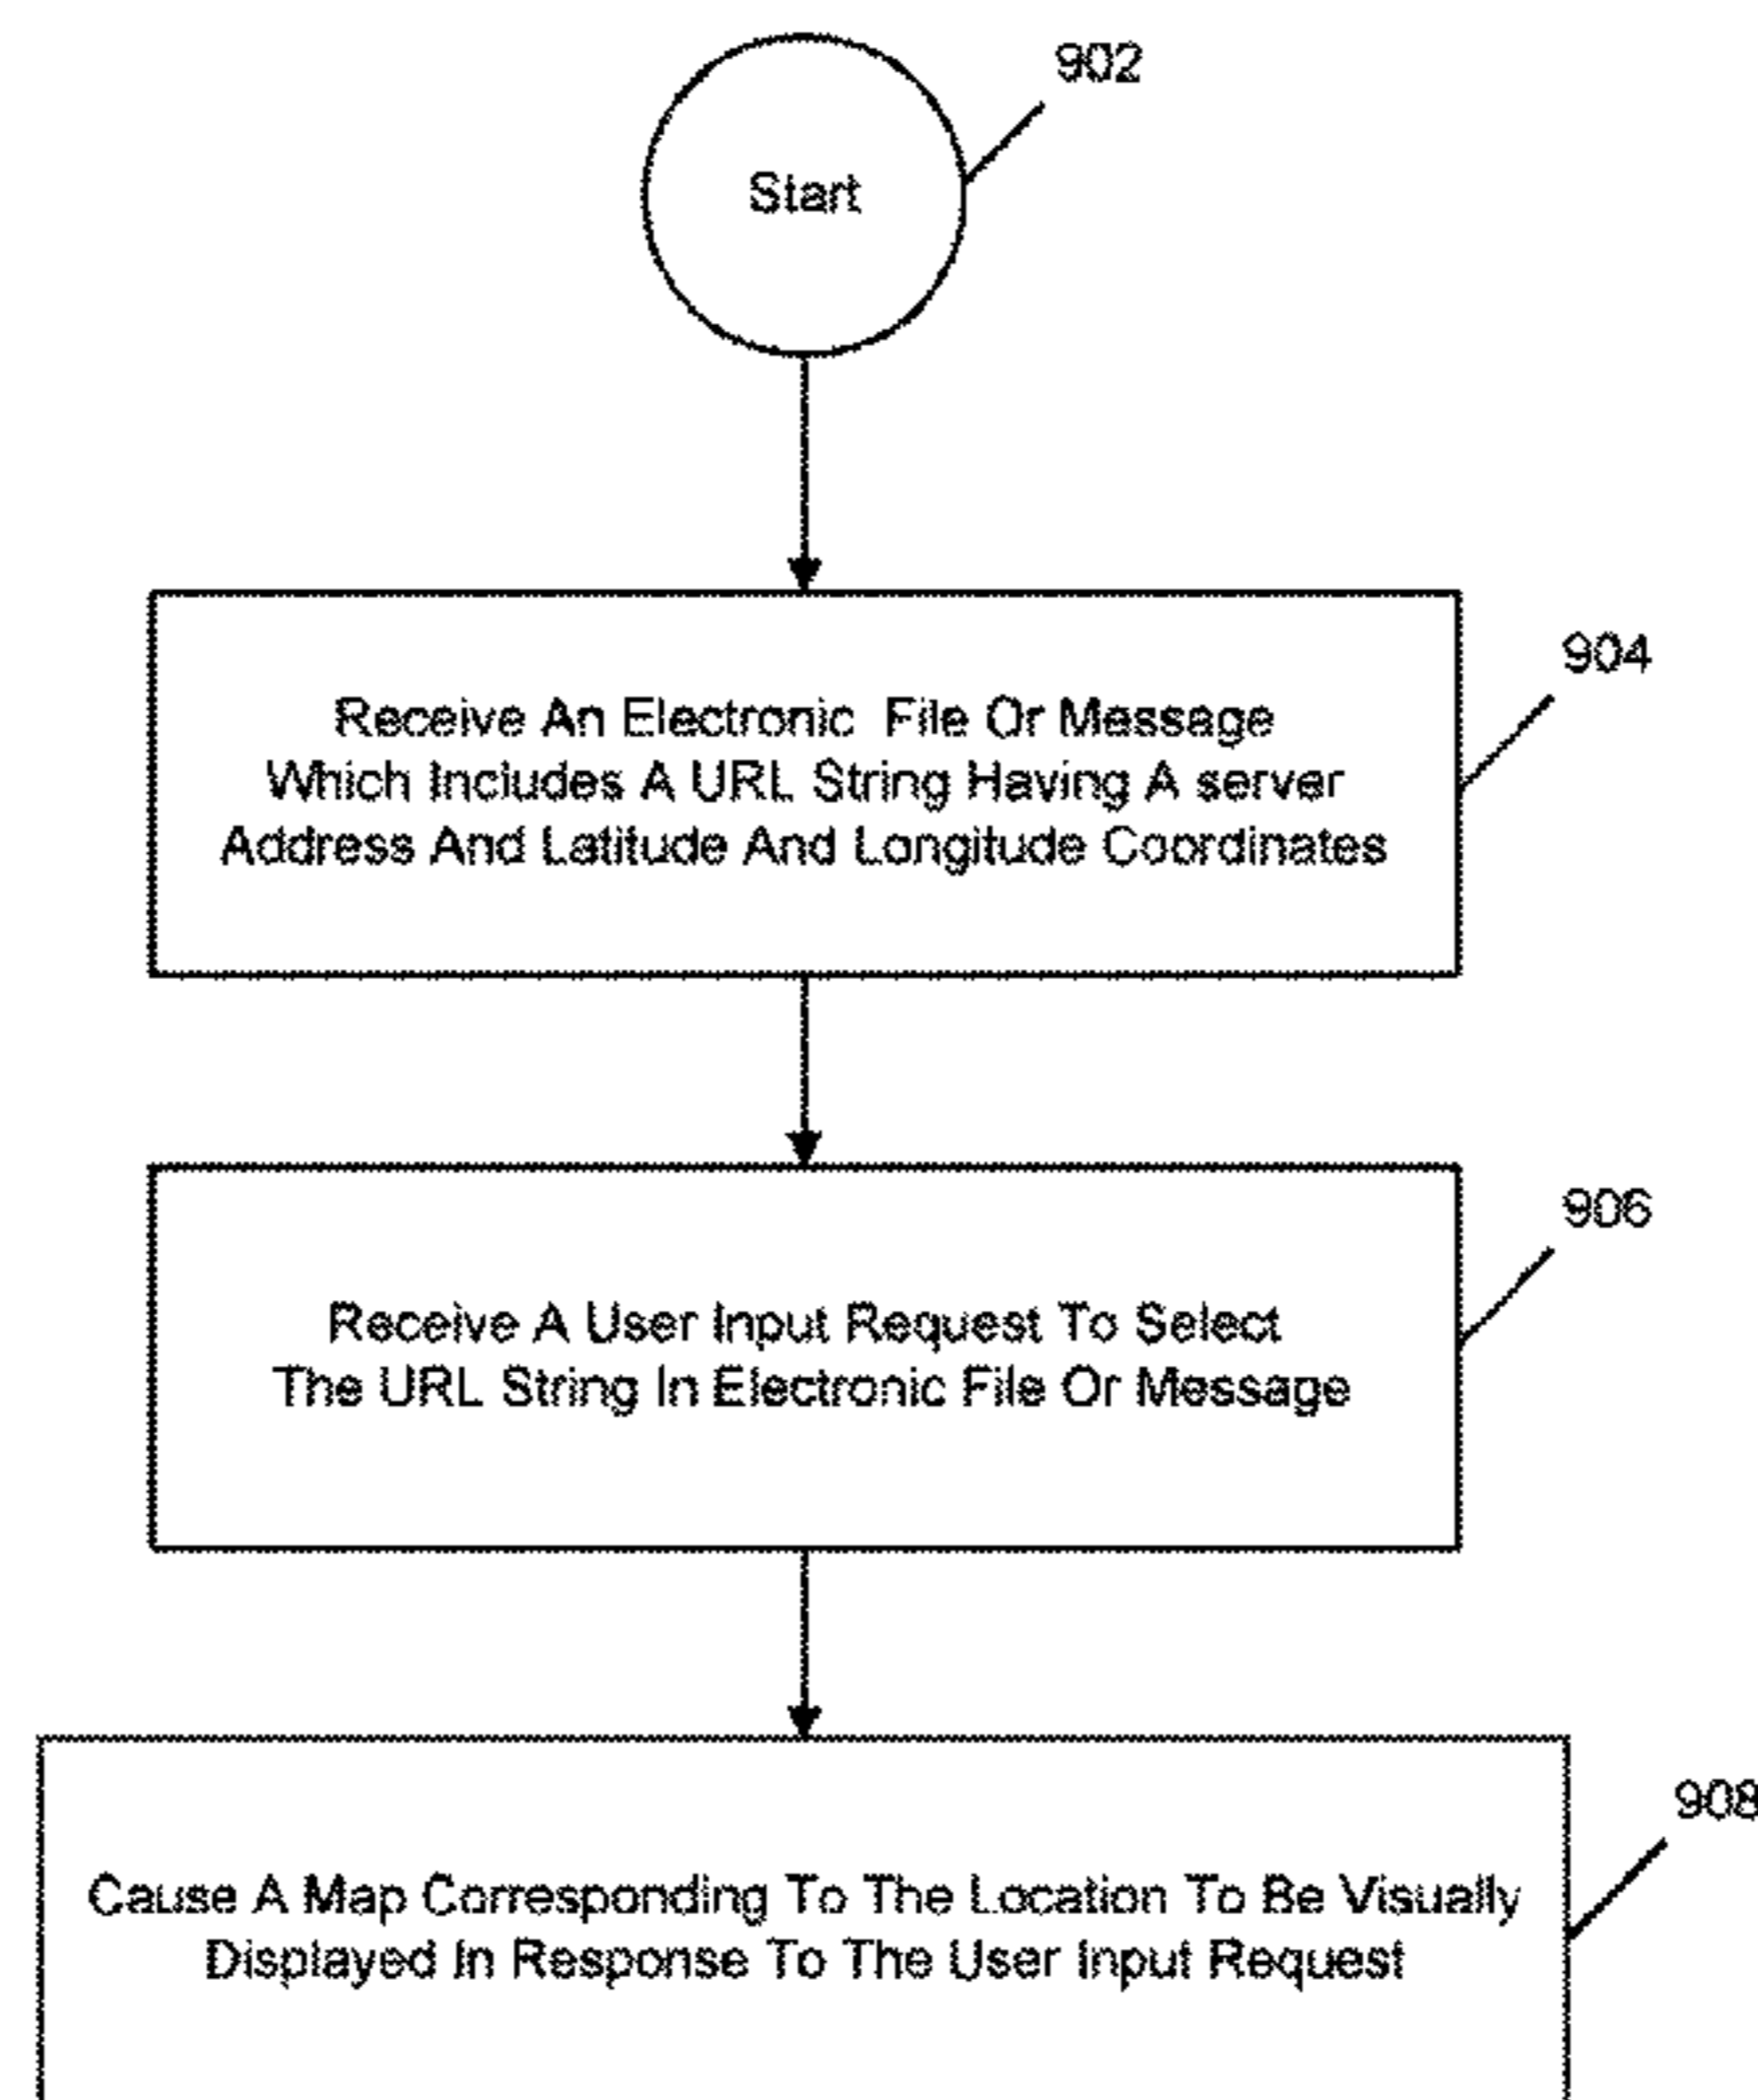 902
Start
904
Receive An Electronic File Or Message
Which Includes A URL String Having A server
Address And Latitude And Longitude Coordinates
906
Receive A User Input Request To Select
The URL String In Electronic File Or Message
908
Cause A Map Corresponding To The Location To Be Visually
Displayed In Response To The User Input Request